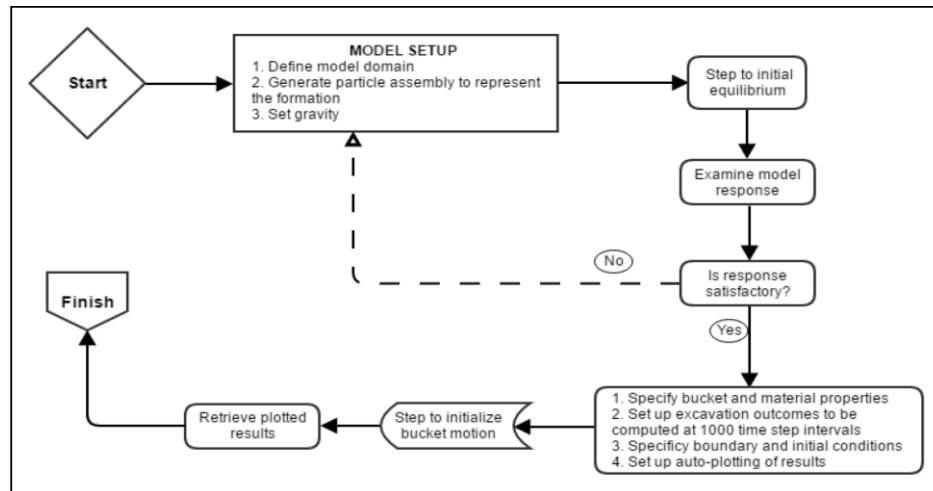 Start
MODEL SETUP
1. Define model domain
2. Generate particle assembly to represent
the formation
3. Set gravity
Step to initial
equilibrium
Examine model
response
Is response
satisfactory?
No
Yes
1. Specify bucket and material properties
2. Set up excavation outcomes to be
computed at 1000 time step intervals
3. Specificy boundary and initial conditions
4. Set up auto-plotting of results
Step to initialize
bucket motion
Retrieve plotted
results
Finish